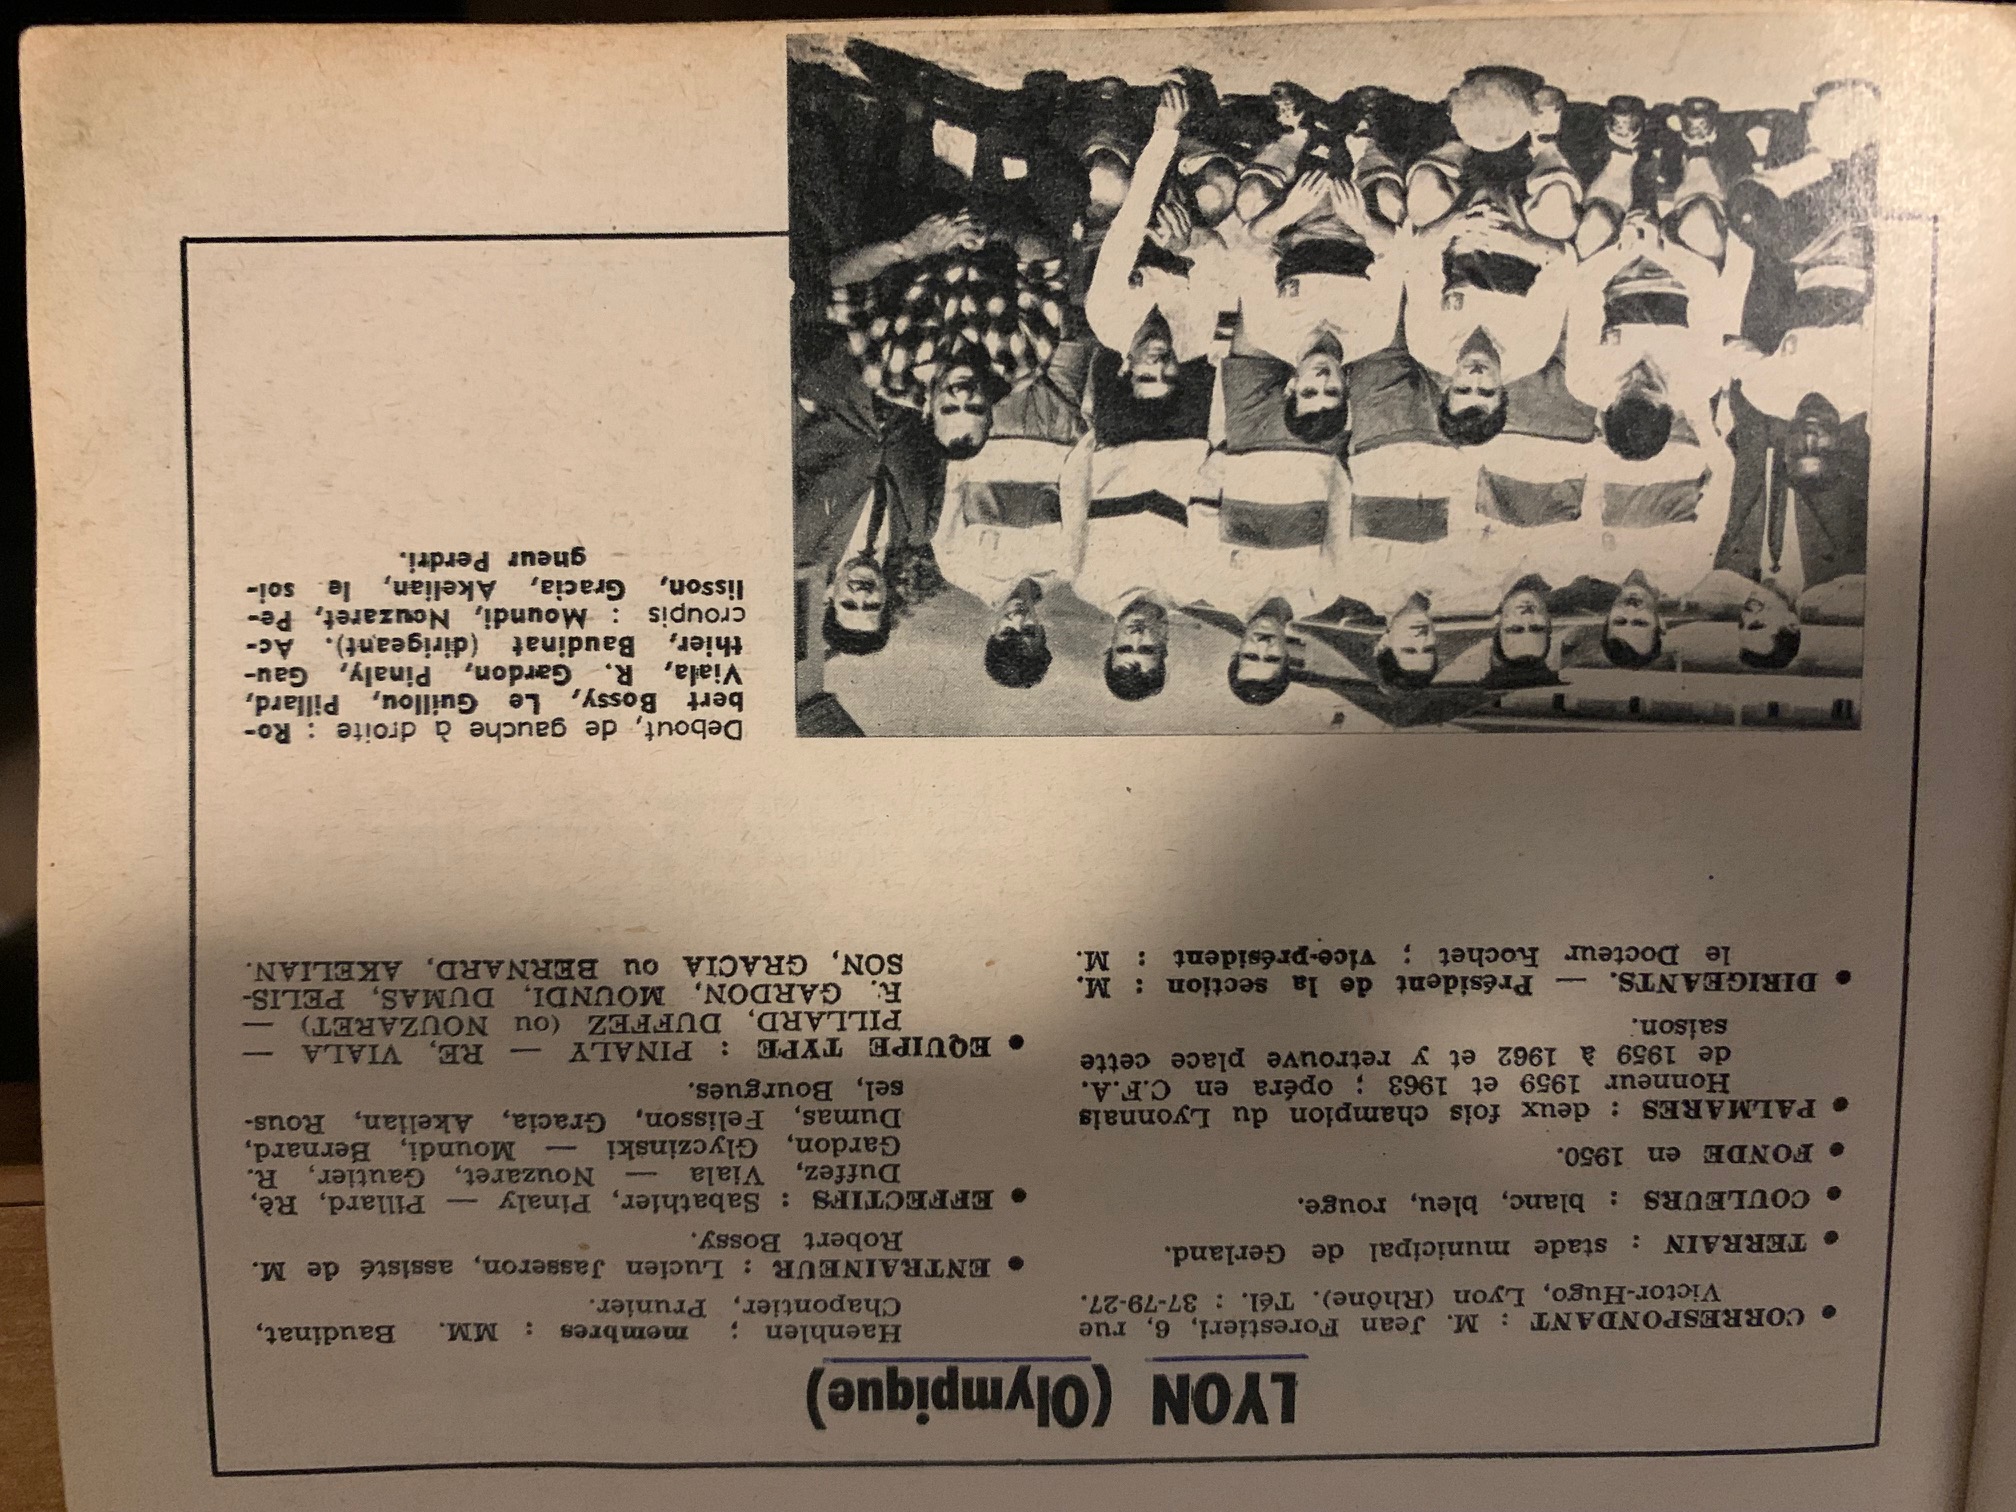 LYON (Olympique)
● CORRESPONDANT : M. Jean Forestieri, 6, rue
Victor-Hugo, Lyon (Rhône). Tél. : 37-79-27.
● TERRAIN : stade municipal de Gerland.
● COULEURS : blanc, bleu, rouge.
● FONDE en 1950.
● PALMARES : deux fois champion du Lyonnais
Honneur 1959 et 1963 ; opéra en C.F.A.
de 1959 à 1962 et y retrouve place cette
saison.
● DIRIGEANTS. — Président de la section : M.
le Docteur Rochet ; vice-président : M.
Haenhlen ; membres : MM. Baudinat,
Chapontier, Prunier.
● ENTRAINEUR : Lucien Jasseron, assisté de M.
Robert Bossy.
● EFFECTIFS : Sabathier, Pinaly — Pillard, Rè,
Duffez, Viala — Nouzaret, Gautier, R.
Gardon, Glyczinski — Moundi, Bernard,
Dumas, Felisson, Gracia, Akelian, Rous-
sel, Bourgues.
● EQUIPE TYPE : PINALY — RE, VIALA —
PILLARD, DUFFEZ (ou NOUZARET) —
R. GARDON, MOUNDI, DUMAS, PELIS-
SON, GRACIA ou BERNARD, AKELIAN.
Debout, de gauche à droite : Ro-
bert Bossy, Le Guillou, Pillard,
Viala, R. Gardon, Pinaly, Gau-
thier, Baudinat (dirigeant). Ac-
croupis : Moundi, Nouzaret, Pe-
lisson, Gracia, Akelian, le soi-
gneur Perdri.